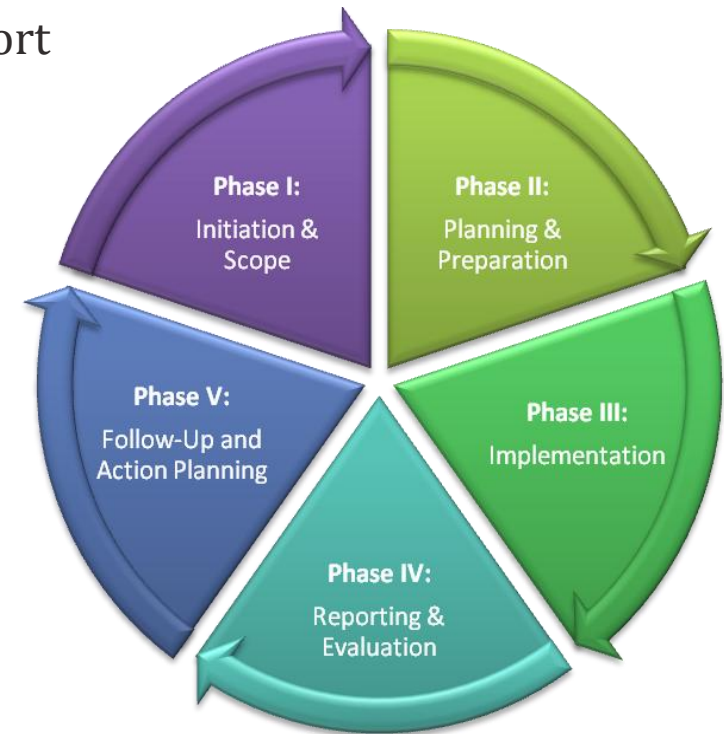 ort
Phase I:
Initiation &
Scope
Phase II:
Planning &
Preparation
Phase III:
Implementation
Phase IV:
Reporting &
Evaluation
Phase V:
Follow-Up and
Action Planning